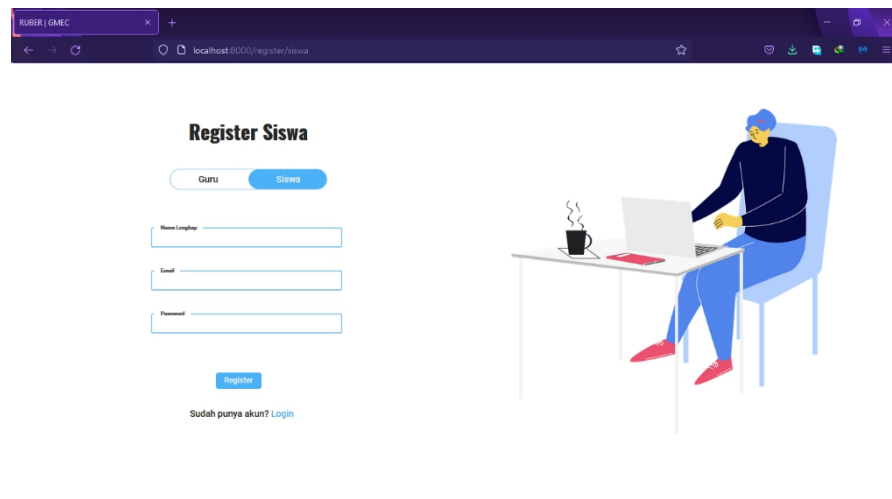 RUBER | GMEC
localhost:8000/register/siswa
Register Siswa
Guru Siswa
Nama Lengkap
Email
Password
Register
Sudah punya akun? Login